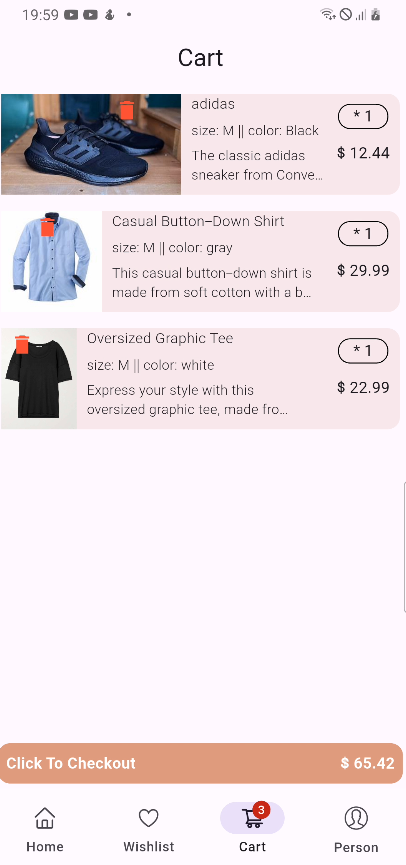 19:59
Cart
adidas
size: M || color: Black
The classic adidas
sneaker from Conve...
* 1
$ 12.44
Casual Button-Down Shirt
size: M || color: gray
This casual button-down shirt is
made from soft cotton with a b...
* 1
$ 29.99
Oversized Graphic Tee
size: M || color: white
Express your style with this
oversized graphic tee, made fro...
* 1
$ 22.99
Click To Checkout $ 65.42
3
Home Wishlist Cart Person